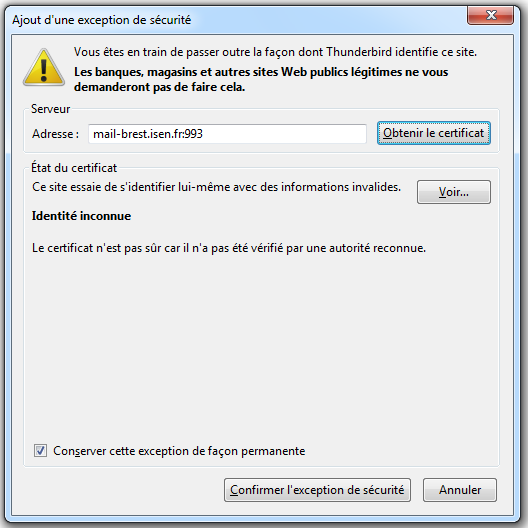 Ajout d'une exception de sécurité
Vous êtes en train de passer outre la façon dont Thunderbird identifie ce site.
Les banques, magasins et autres sites Web publics légitimes ne vous
demanderont pas de faire cela.
Serveur
Adresse : mail-brest.isen.fr:993 Obtenir le certificat
État du certificat
Ce site essaie de s'identifier lui-même avec des informations invalides. Voir...
Identité inconnue
Le certificat n'est pas sûr car il n'a pas été vérifié par une autorité reconnue.
Conserver cette exception de façon permanente
Confirmer l'exception de sécurité Annuler